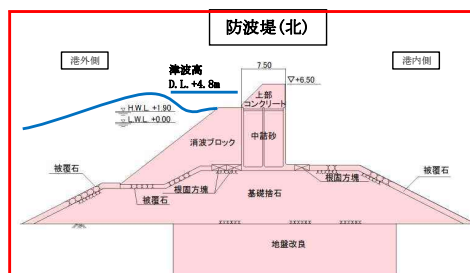 防波堤(北)
港外側
港内側
津波高
D.L.+4.8m
7.50
▽+6.50
上部
コンクリート
H.W.L. +1.90
L.W.L. +0.00
消波ブロック
中詰砂
被覆石
被覆石
根固方塊
根固方塊
被覆石
基礎捨石
地盤改良